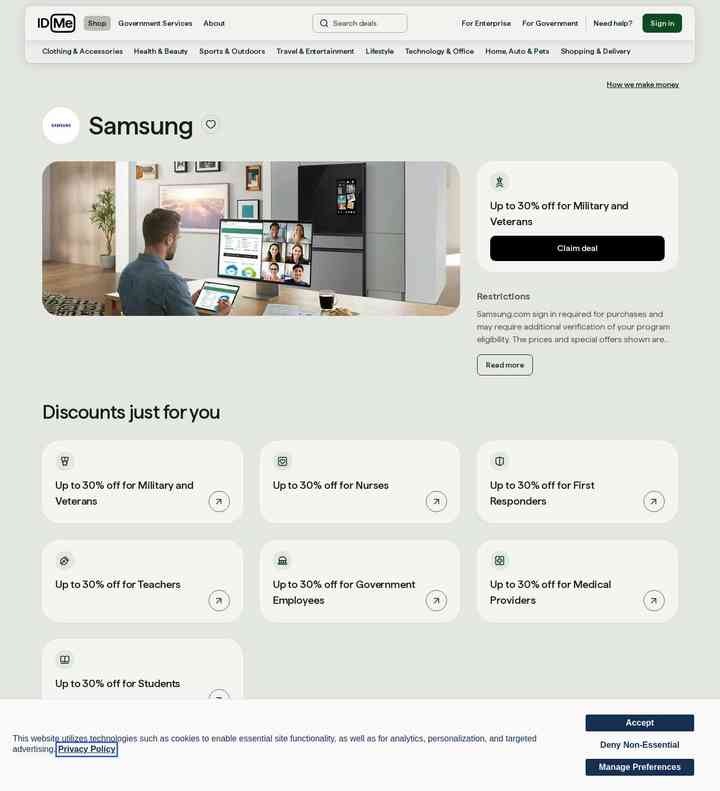 ID.Me
Shop
Government Services
About
Search deals
For Enterprise
For Government
Need help?
Sign in
Clothing & Accessories
Health & Beauty
Sports & Outdoors
Travel & Entertainment
Lifestyle
Technology & Office
Home, Auto & Pets
Shopping & Delivery
How we make money
SAMSUNG
Samsung
Up to 30% off for Military and
Veterans
Claim deal
Restrictions
Samsung.com sign in required for purchases and
may require additional verification of your program
eligibility. The prices and special offers shown are...
Read more
Discounts just for you
Up to 30% off for Military and
Veterans
Up to 30% off for Nurses
Up to 30% off for First
Responders
Up to 30% off for Teachers
Up to 30% off for Government
Employees
Up to 30% off for Medical
Providers
Up to 30% off for Students
This website utilizes technologies such as cookies to enable essential site functionality, as well as for analytics, personalization, and targeted
advertising. Privacy Policy
Accept
Deny Non-Essential
Manage Preferences